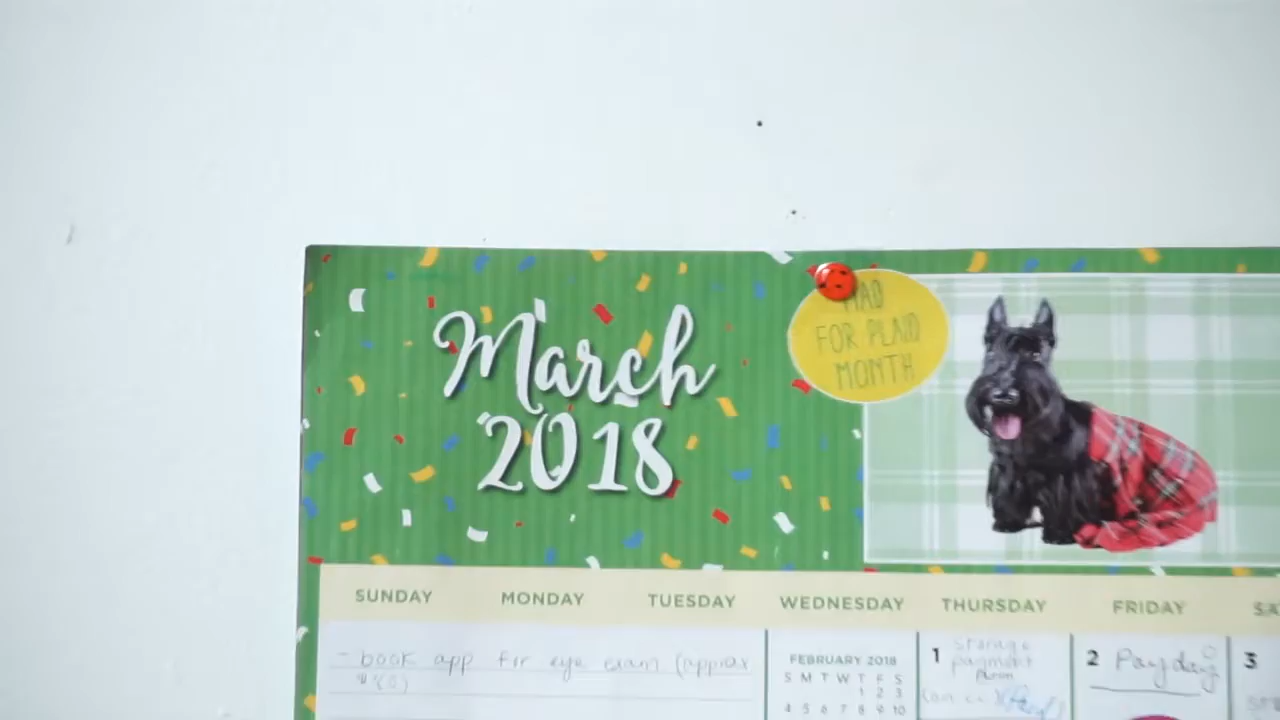 March
2018
MAD
FOR PLAID
MONTH
SUNDAY MONDAY TUESDAY WEDNESDAY THURSDAY FRIDAY
- book app for eye exam (approx
FEBRUARY 2018
S M T W T F S
1 2 3
4 5 6 7 8 9 10
1 storage
payment
2 Payday
3